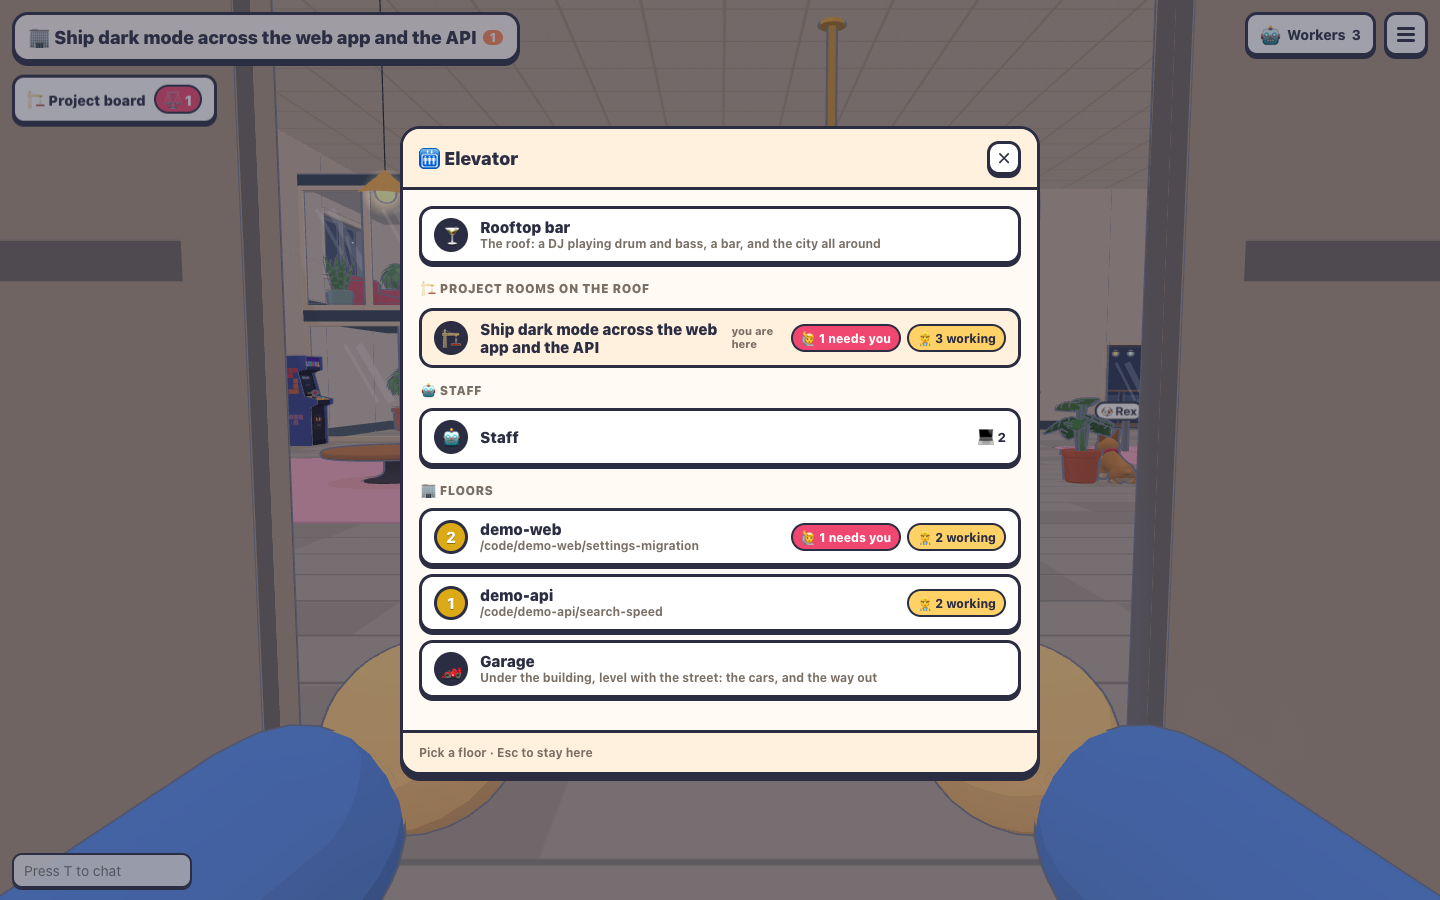 Ship dark mode across the web app and the API 1
Workers 3
Project board 1
Elevator
Rooftop bar
The roof: a DJ playing drum and bass, a bar, and the city all around
PROJECT ROOMS ON THE ROOF
Ship dark mode across the web app and the API
you are here
1 needs you
3 working
STAFF
Staff
2
FLOORS
2
demo-web
/code/demo-web/settings-migration
1 needs you
2 working
1
demo-api
/code/demo-api/search-speed
2 working
Garage
Under the building, level with the street: the cars, and the way out
Pick a floor · Esc to stay here
Rex
Press T to chat